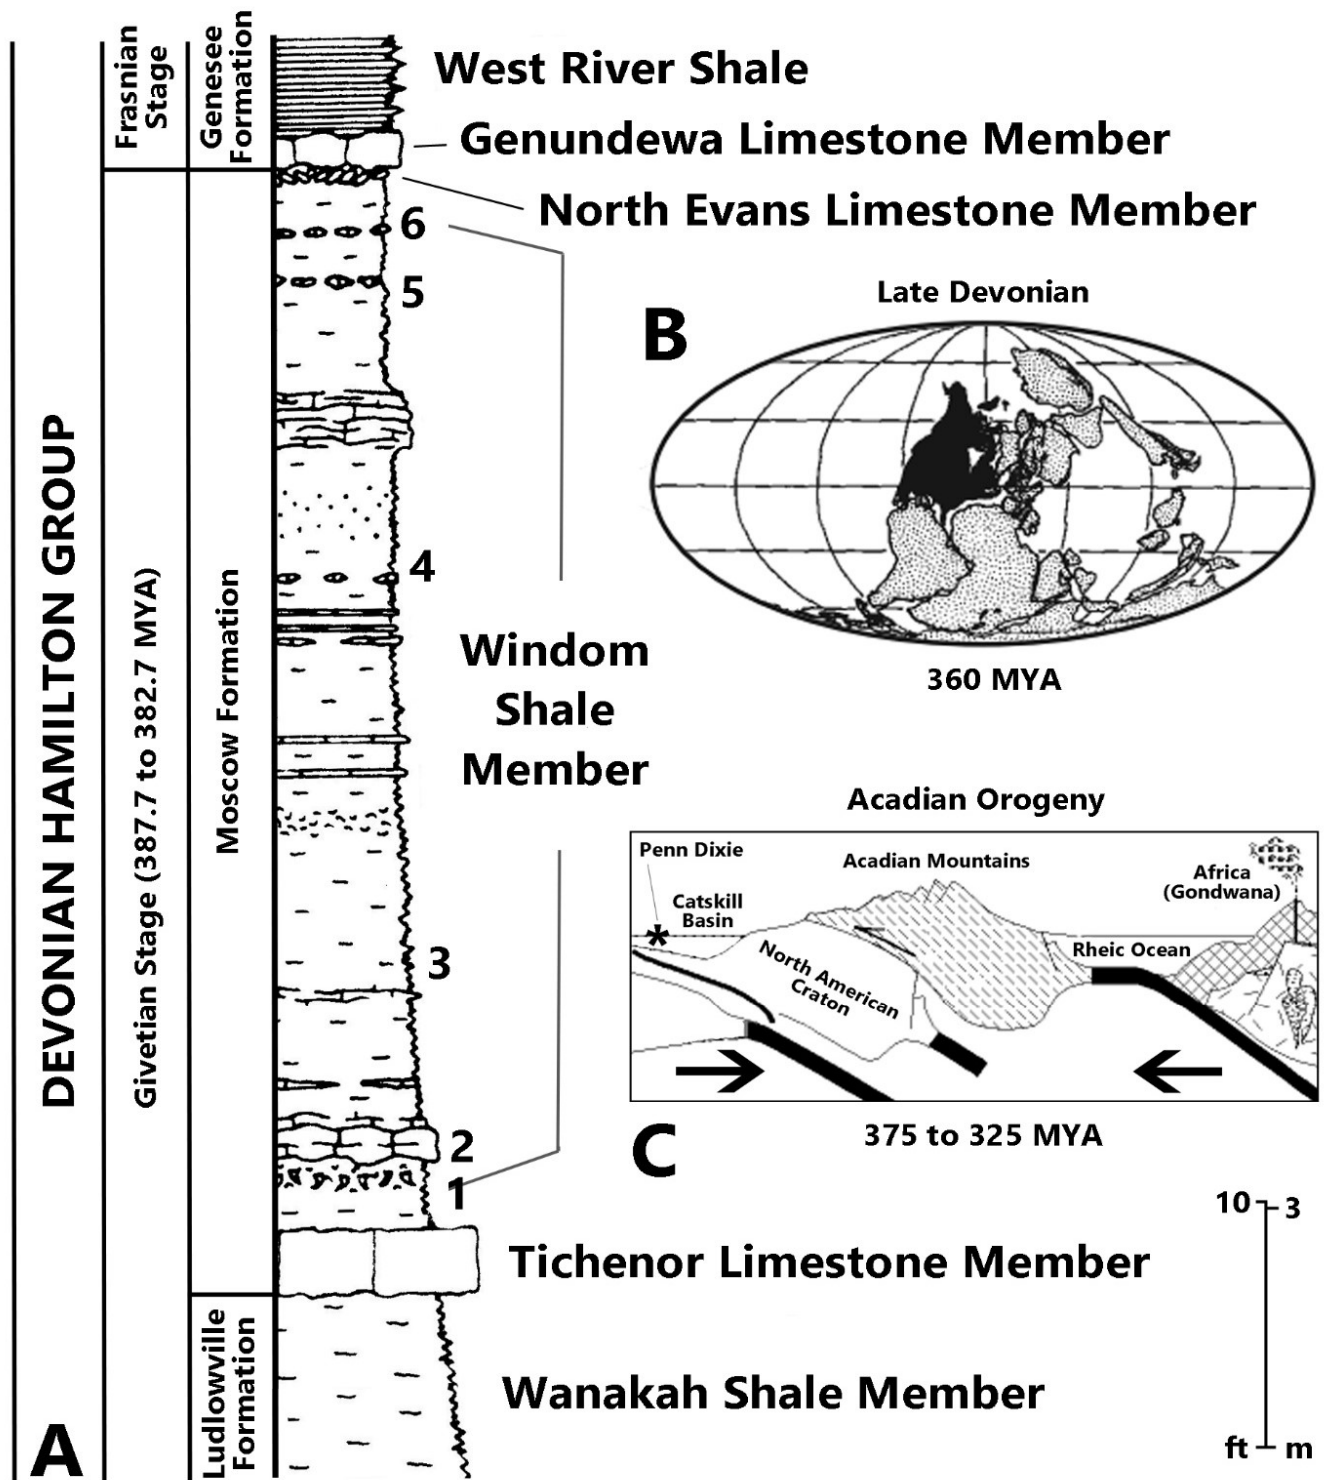 Frasnian
Stage
Genesee
Formation
West River Shale
Genundewa Limestone Member
North Evans Limestone Member
6
5
4
3
2
1
Windom
Shale
Member
DEVONIAN HAMILTON GROUP
Givetian Stage (387.7 to 382.7 MYA)
Moscow Formation
Tichenor Limestone Member
Ludlowville
Formation
Wanakah Shale Member
A
Late Devonian
B
360 MYA
Acadian Orogeny
Penn Dixie
Catskill
Basin
Acadian Mountains
Africa
(Gondwana)
North American
Craton
Rheic Ocean
C
375 to 325 MYA
10
3
ft
m